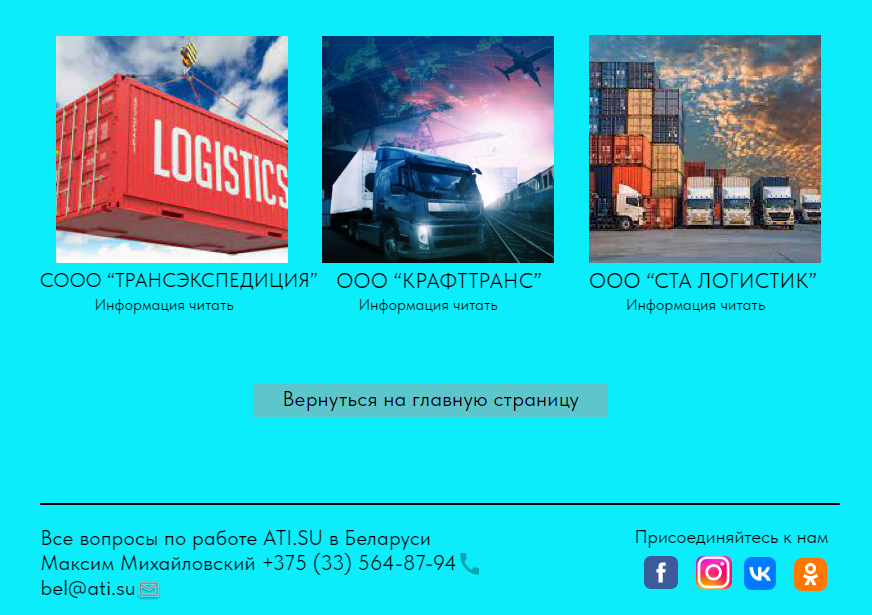 LOGISTICS
СООО “ТРАНСЭКСПЕДИЦИЯ”
ООО “КРАФТТРАНС”
ООО “СТА ЛОГИСТИК”
Информация читать
Информация читать
Информация читать
Вернуться на главную страницу
Все вопросы по работе ATI.SU в Беларуси
Максим Михайловский +375 (33) 564-87-94
bel@ati.su
Присоединяйтесь к нам